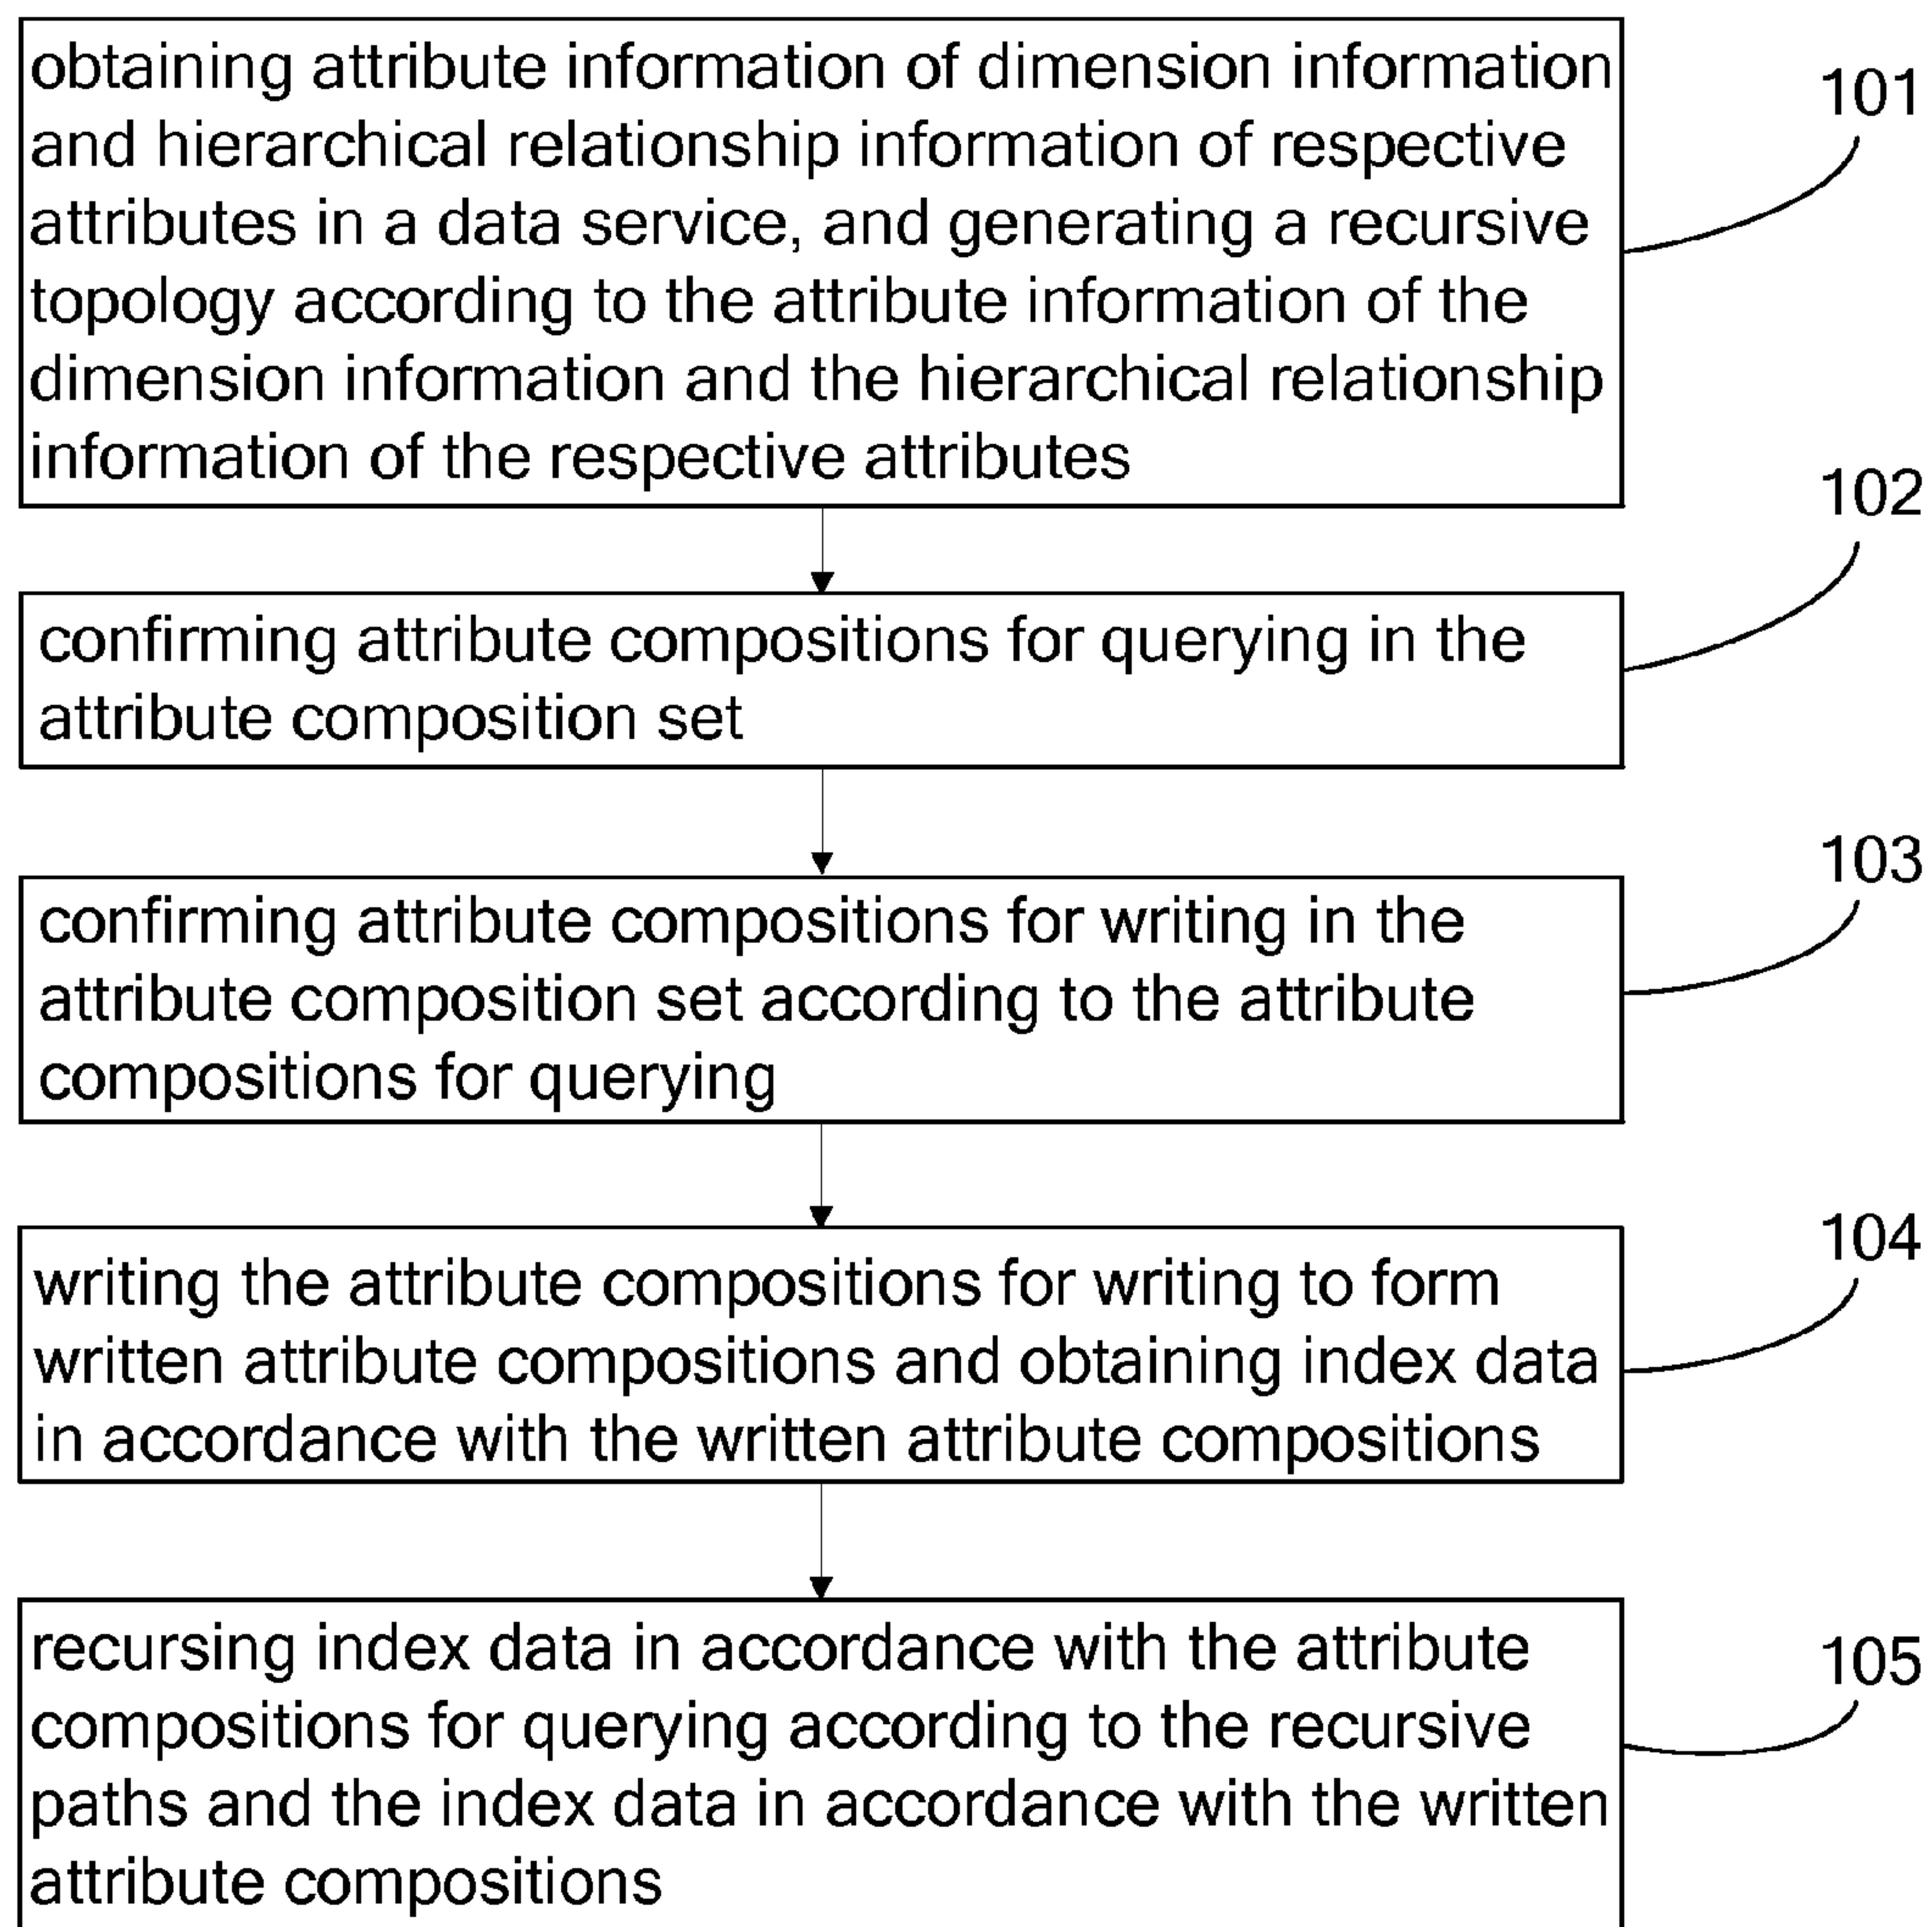 obtaining attribute information of dimension information
101
and hierarchical relationship information of respective
attributes in a data service, and generating a recursive
topology according to the attribute information of the
dimension information and the hierarchical relationship
information of the respective attributes
102
confirming attribute compositions for querying in the
attribute composition set
103
confirming attribute compositions for writing in the
attribute composition set according to the attribute
compositions for querying
104
writing the attribute compositions for writing to form
written attribute compositions and obtaining index data
in accordance with the written attribute compositions
105
recursing index data in accordance with the attribute
compositions for querying according to the recursive
paths and the index data in accordance with the written
attribute compositions